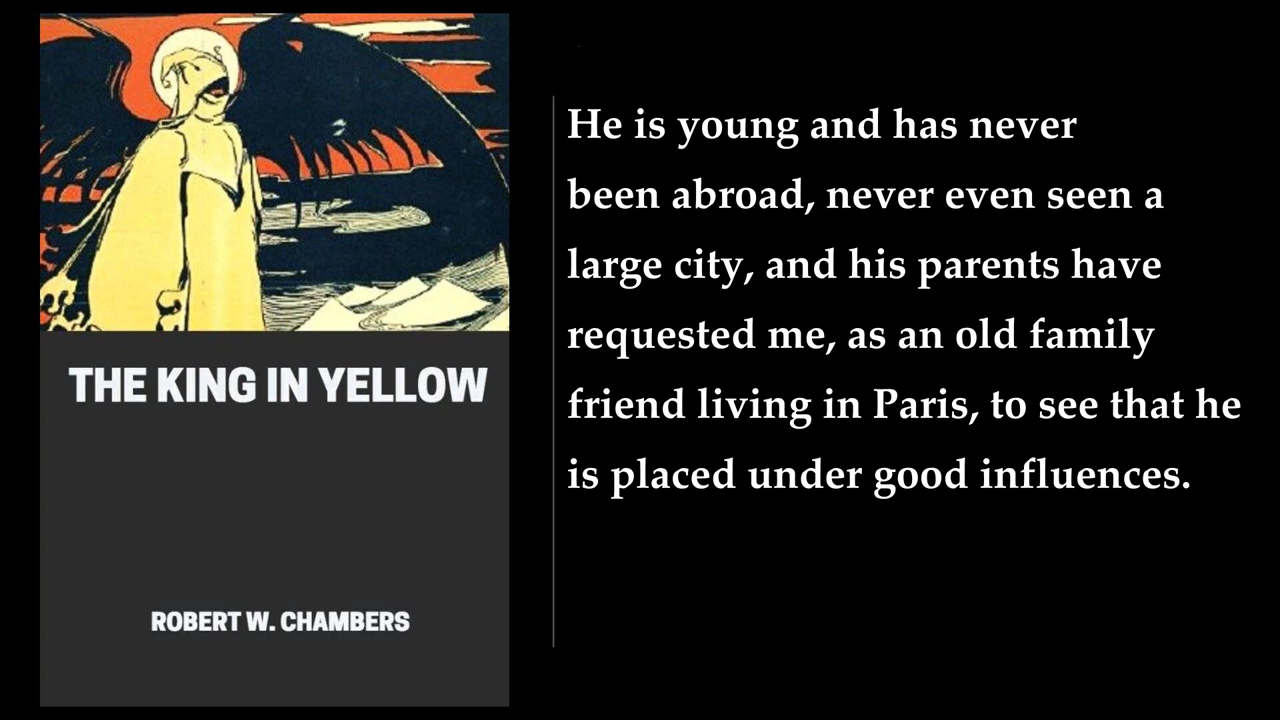 THE KING IN YELLOW
ROBERT W. CHAMBERS
He is young and has never
been abroad, never even seen a
large city, and his parents have
requested me, as an old family
friend living in Paris, to see that he
is placed under good influences.